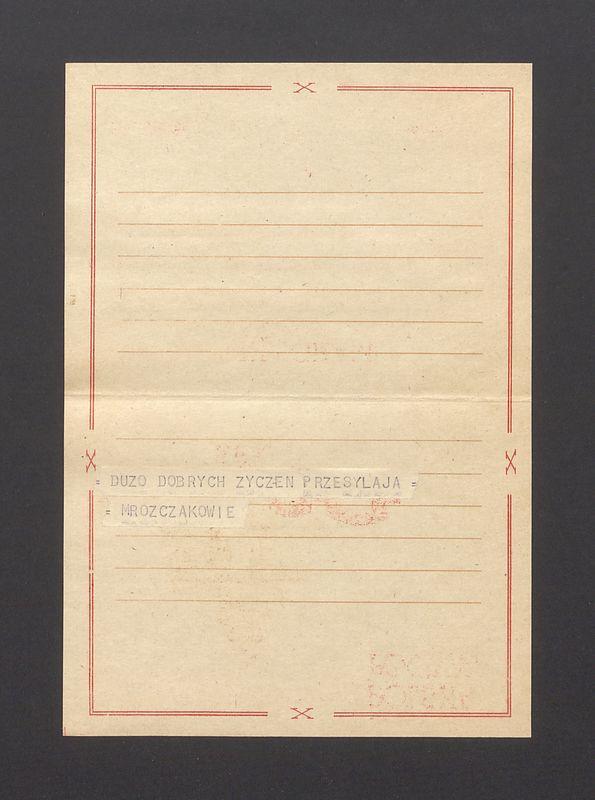 = DUZO DOBRYCH ZYCZEN PRZESYLAJA =
= MROZCZAKOWIE